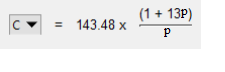 C ▼ = 143.48 x (1 + 13p)
p